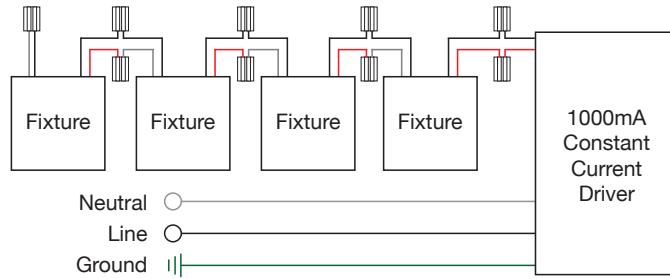 Fixture
Fixture
Fixture
Fixture
1000mA
Constant
Current
Driver
Neutral
Line
Ground